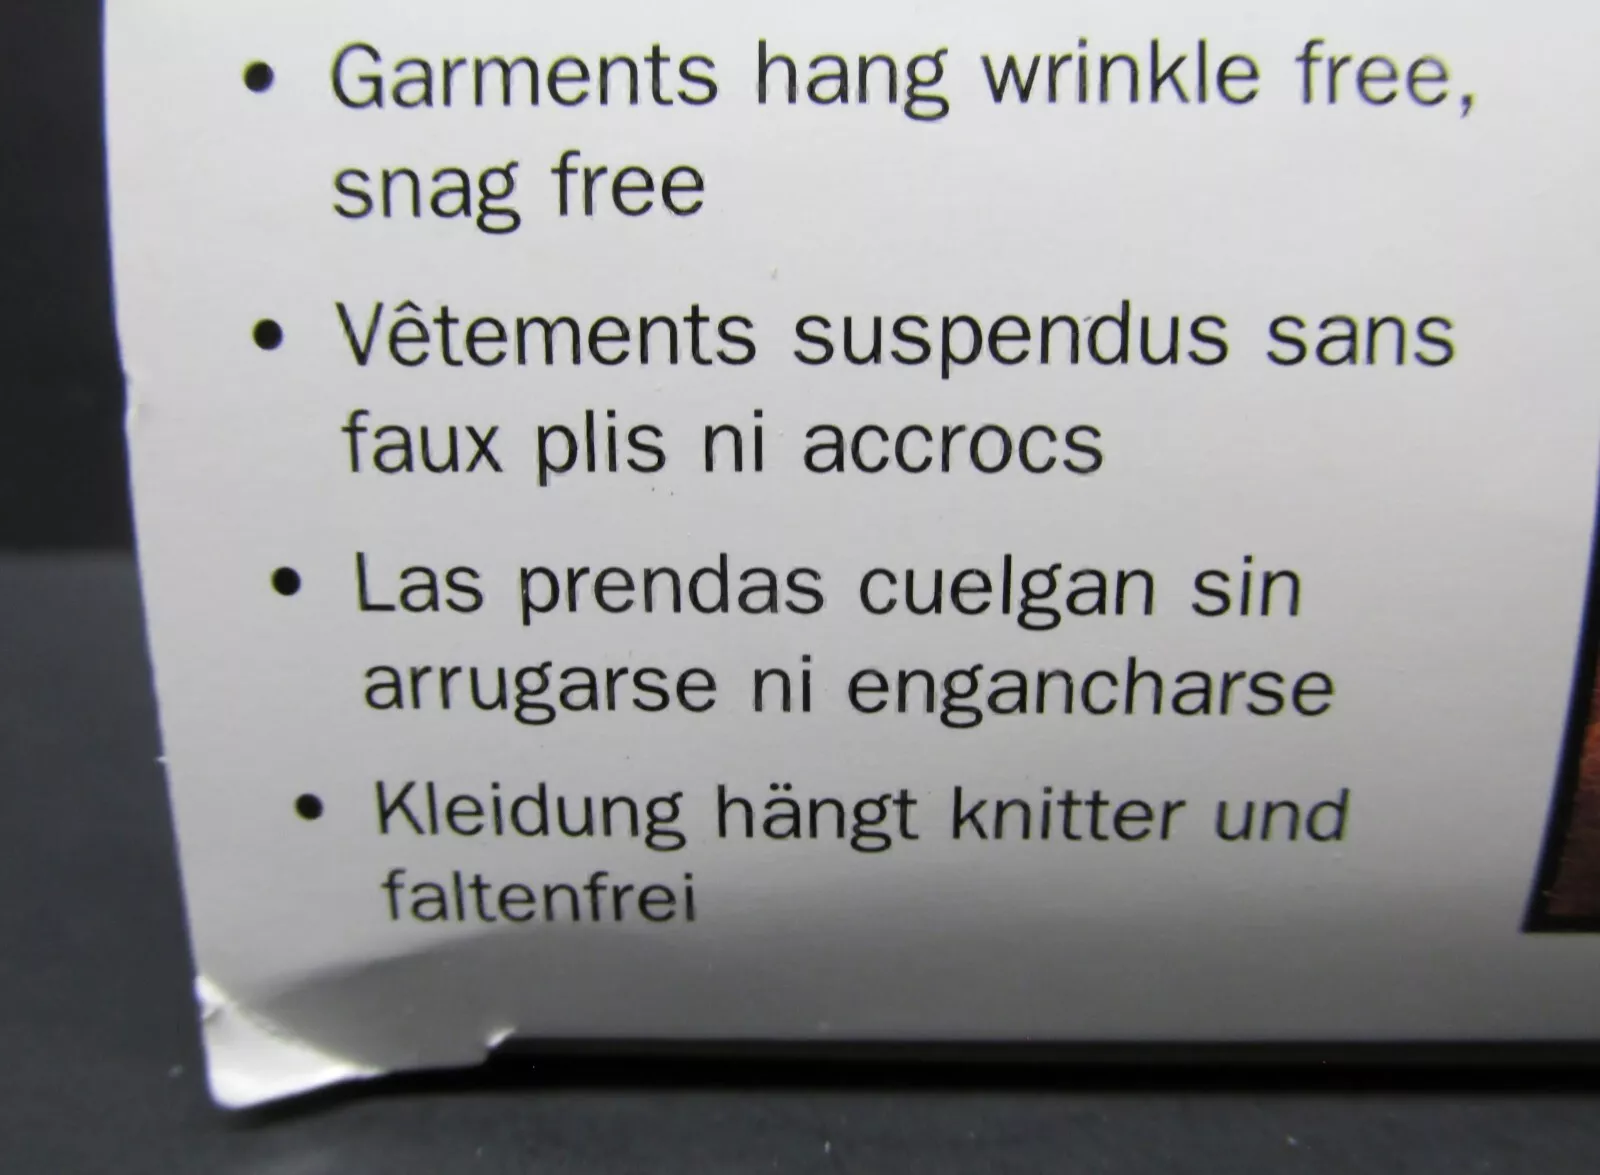 • Garments hang wrinkle free,
snag free
• Vêtements suspendus sans
faux plis ni accrocs
• Las prendas cuelgan sin
arrugarse ni engancharse
• Kleidung hängt knitter und
faltenfrei